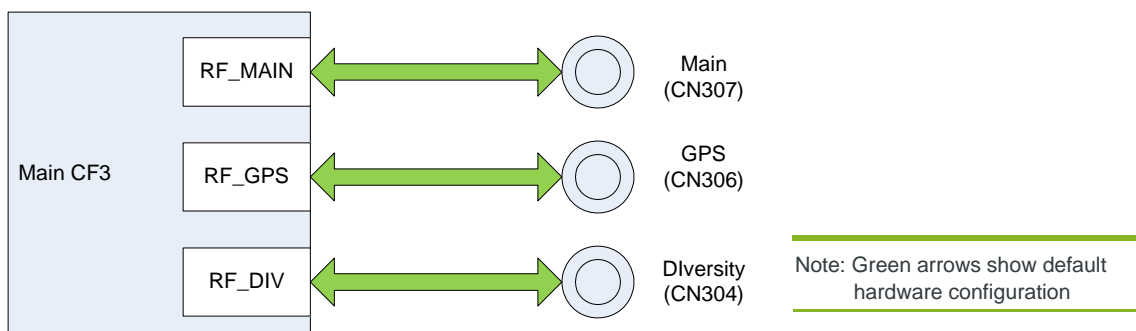 Main CF3
RF_MAIN
Main
(CN307)
RF_GPS
GPS
(CN306)
RF_DIV
DIversity
(CN304)
Note: Green arrows show default
hardware configuration